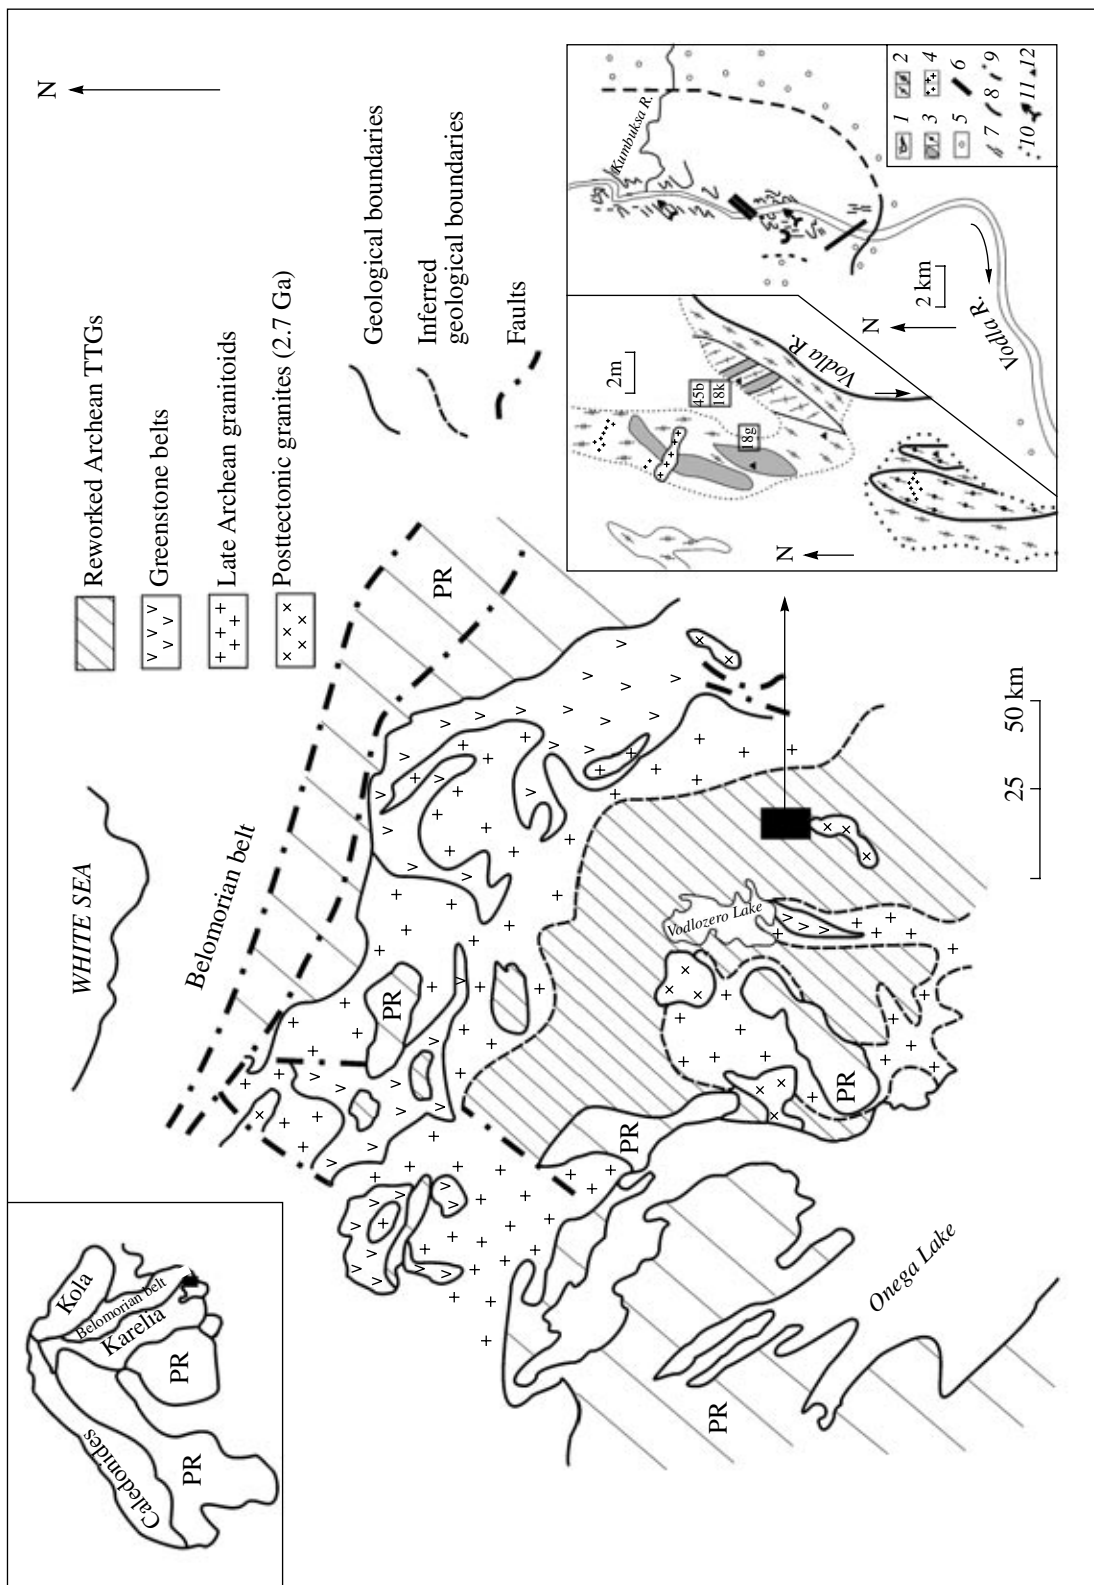 N
WHITE SEA
Belomorian belt
Reworked Archean TTGs
Greenstone belts
Late Archean granitoids
Posttectonic granites (2.7 Ga)
Geological boundaries
Inferred
geological boundaries
Faults
Kola
Belomorian belt
Karelia
PR
Caledonides
PR
PR
PR
PR
PR
PR
Vodlozero Lake
Onega Lake
25
50 km
N
2m
45b
18k
18g
Vodla R.
Kumbuksa R.
N
2 km
Vodla R.
1
2
3
4
5
6
7
8
9
10
11
12